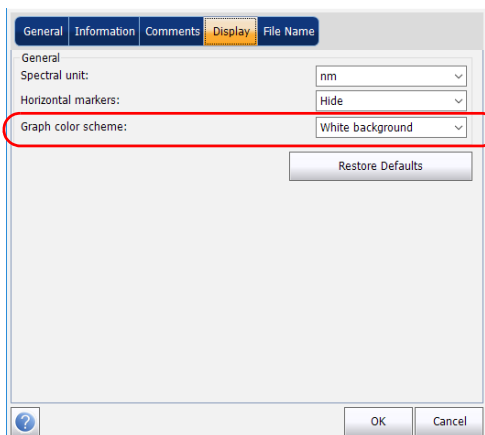 General Information Comments Display File Name
General
Spectral unit: nm
Horizontal markers: Hide
Graph color scheme: White background
Restore Defaults
? OK Cancel